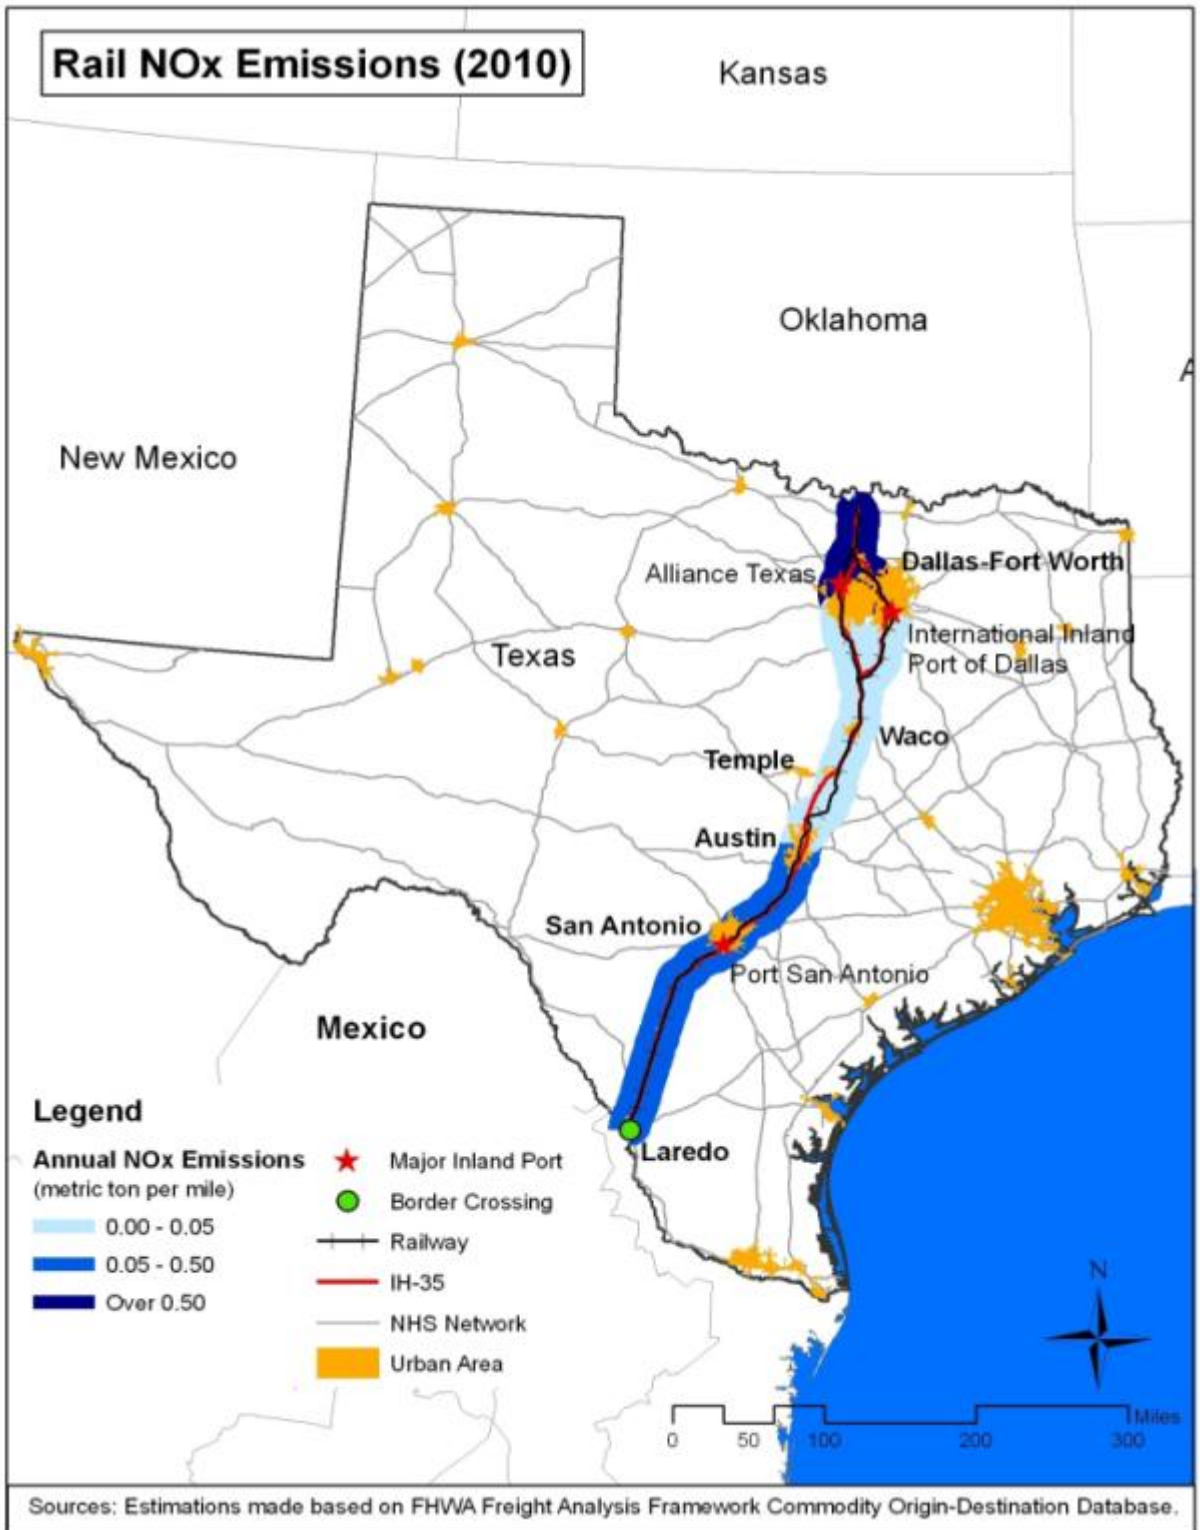 Rail NOx Emissions (2010)
Kansas
Oklahoma
A
New Mexico
Alliance Texas
Dallas-Fort Worth
International Inland
Port of Dallas
Texas
Waco
Temple
Austin
San Antonio
Port San Antonio
Mexico
Laredo
Legend
Annual NOx Emissions
(metric ton per mile)
0.00 - 0.05
0.05 - 0.50
Over 0.50
Major Inland Port
Border Crossing
Railway
IH-35
NHS Network
Urban Area
N
Miles
0 50 100 200 300
Sources: Estimations made based on FHWA Freight Analysis Framework Commodity Origin-Destination Database.